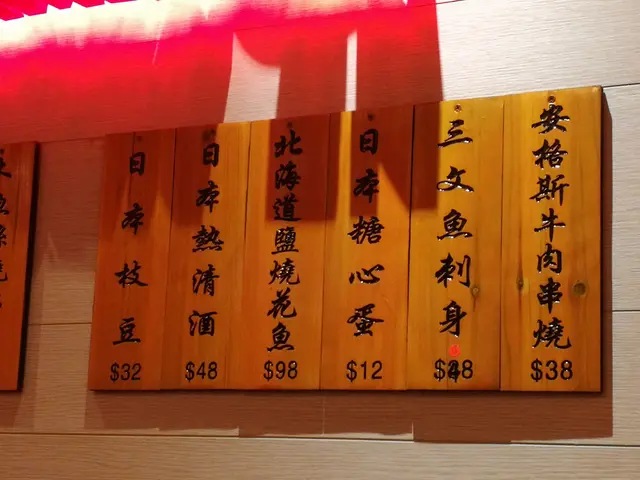 安格斯牛肉串燒
$38
三文魚刺身
日本糖心蛋
$12
北海道鹽燒花魚
$98
日本熱清酒
$48
日本枝豆
$32